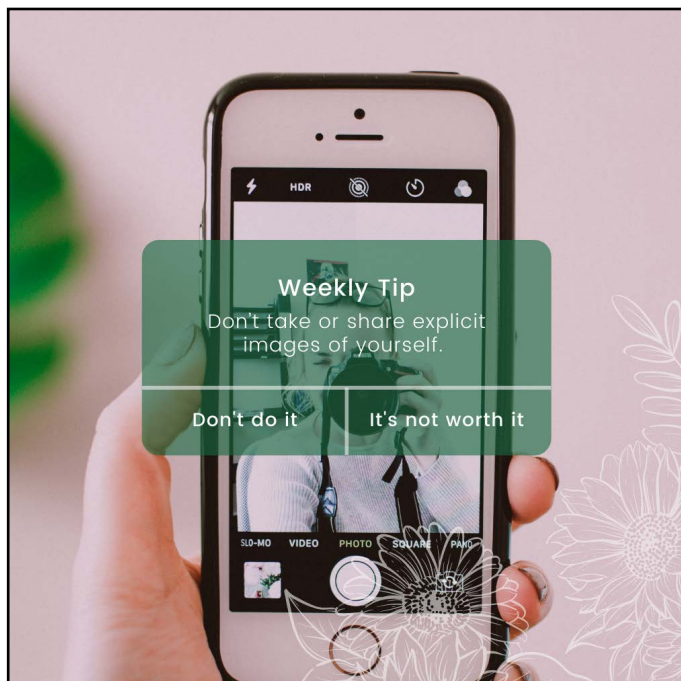 HDR
Weekly Tip
Don't take or share explicit
images of yourself.
Don't do it
It's not worth it
SLO-MO VIDEO PHOTO SQUARE PANO